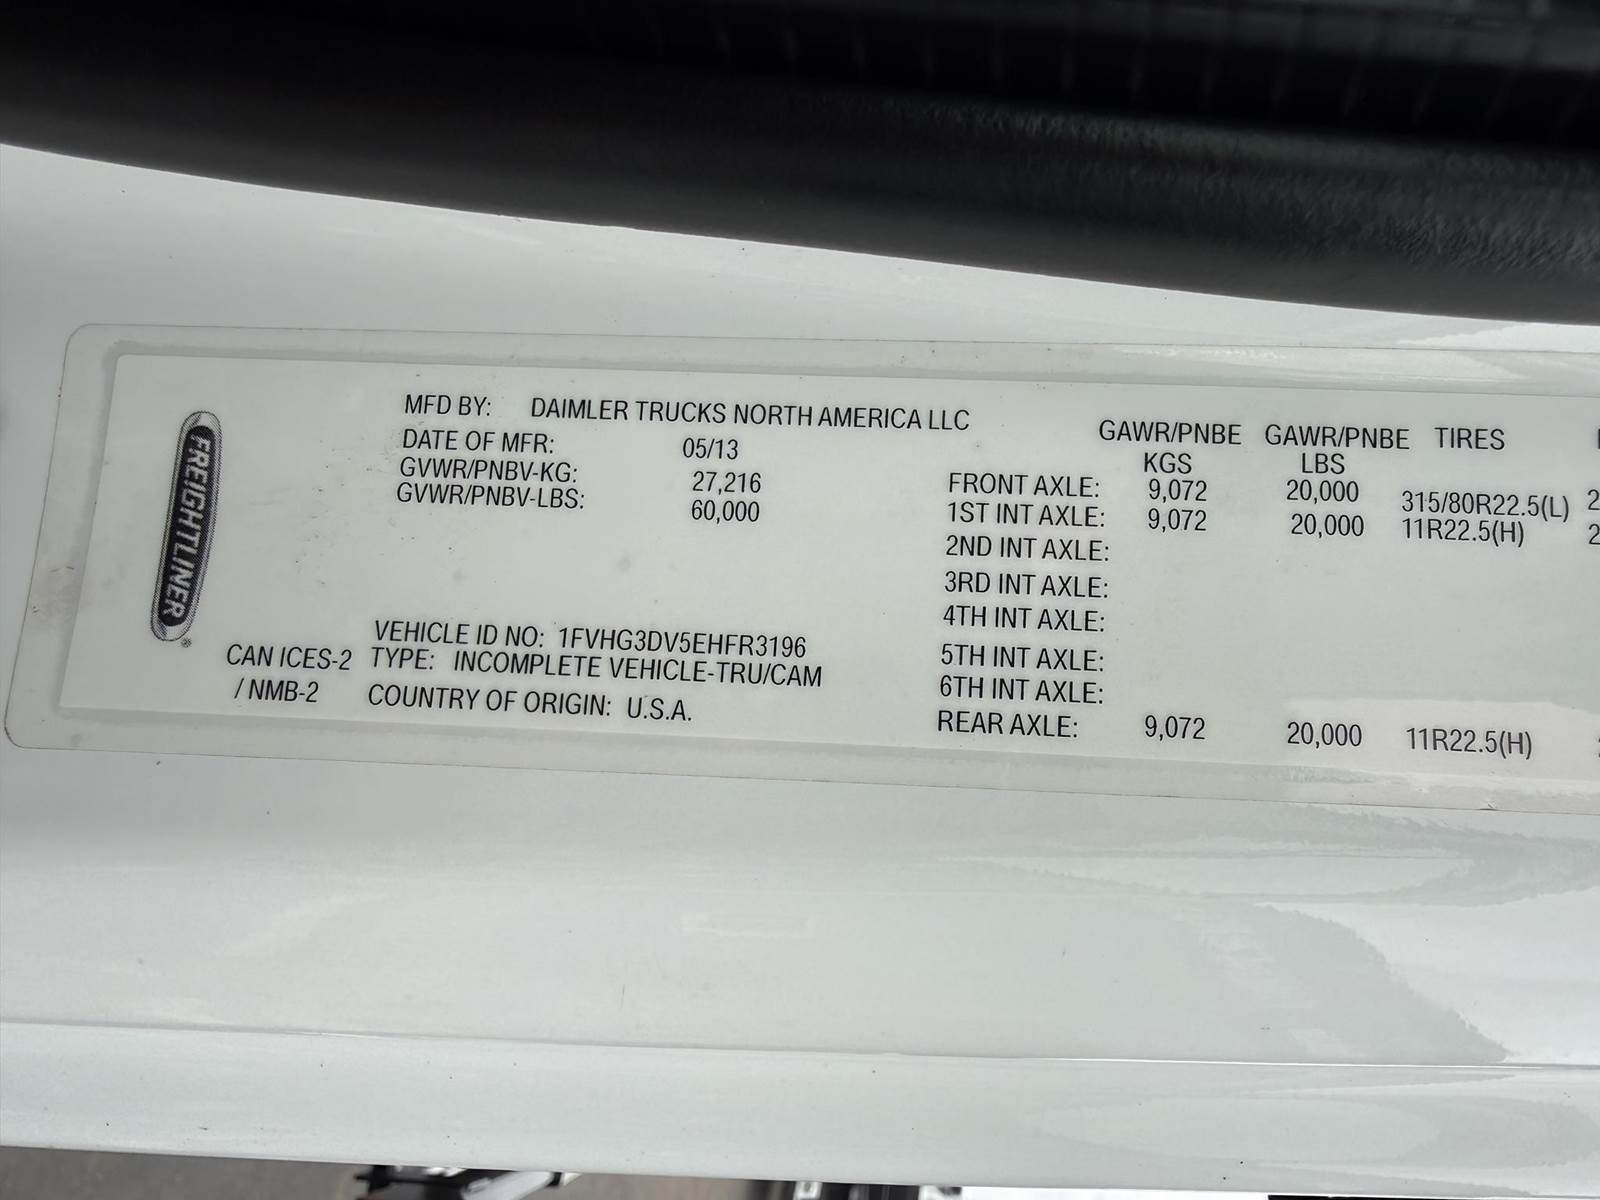 FREIGHTLINER®
MFD BY: DAIMLER TRUCKS NORTH AMERICA LLC
DATE OF MFR: 05/13
GVWR/PNBV-KG: 27,216
GVWR/PNBV-LBS: 60,000
VEHICLE ID NO: 1FVHG3DV5EHFR3196
TYPE: INCOMPLETE VEHICLE-TRU/CAM
COUNTRY OF ORIGIN: U.S.A.
CAN ICES-2
/ NMB-2
GAWR/PNBE GAWR/PNBE TIRES
KGS LBS
FRONT AXLE: 9,072 20,000 315/80R22.5(L)
1ST INT AXLE: 9,072 20,000 11R22.5(H)
2ND INT AXLE:
3RD INT AXLE:
4TH INT AXLE:
5TH INT AXLE:
6TH INT AXLE:
REAR AXLE: 9,072 20,000 11R22.5(H)